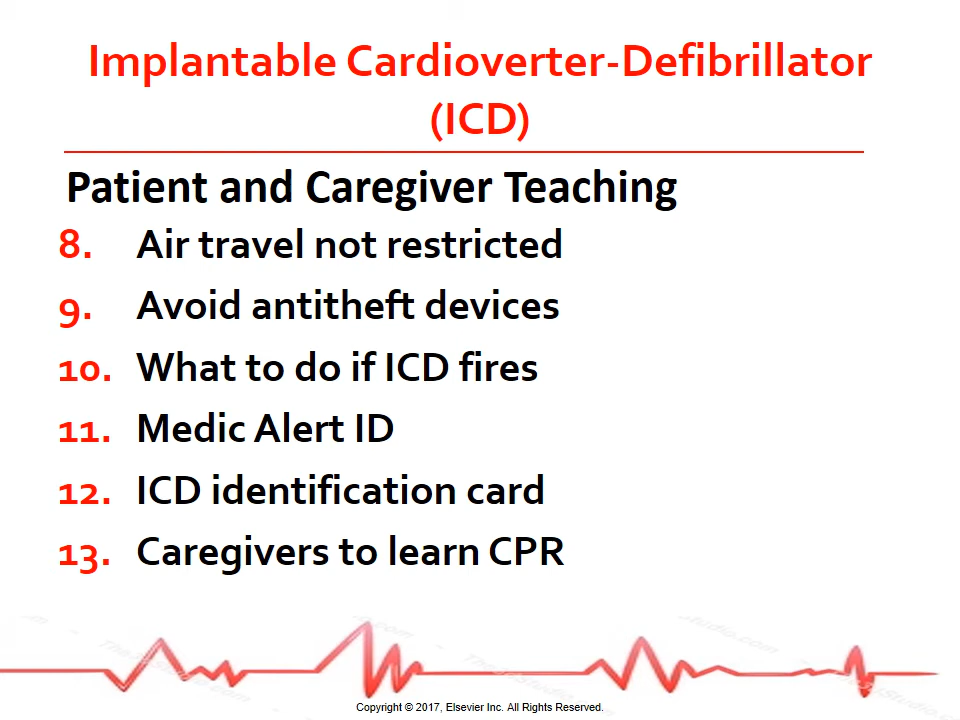 Implantable Cardioverter-Defibrillator
(ICD)
Patient and Caregiver Teaching
8. Air travel not restricted
9. Avoid antitheft devices
10. What to do if ICD fires
11. Medic Alert ID
12. ICD identification card
13. Caregivers to learn CPR
Copyright © 2017, Elsevier Inc. All Rights Reserved.